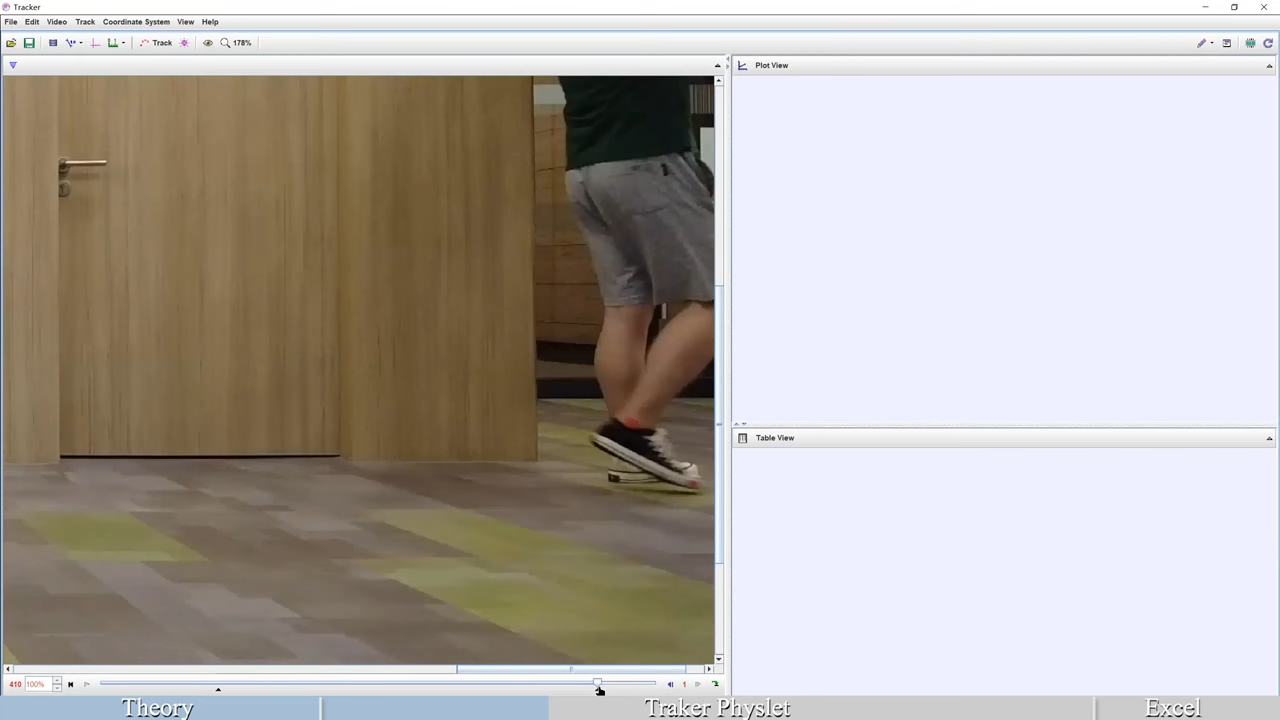 Tracker
File Edit Video Track Coordinate System View Help
Track 178%
Plot View
Table View
410 100% 1
Theory Traker Physlet Excel